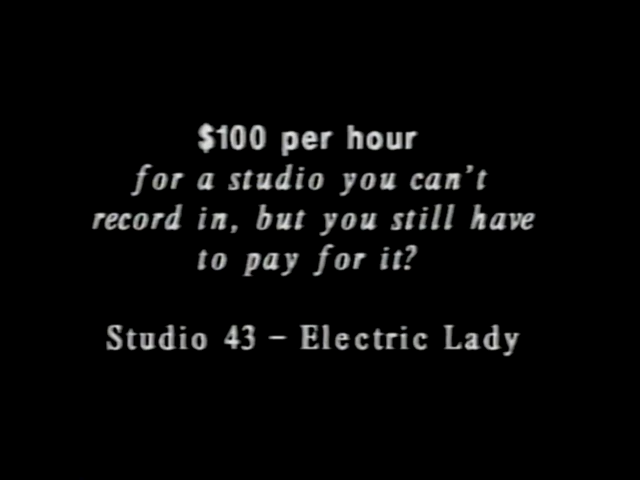 $100 per hour
for a studio you can't
record in, but you still have
to pay for it?
Studio 43 – Electric Lady